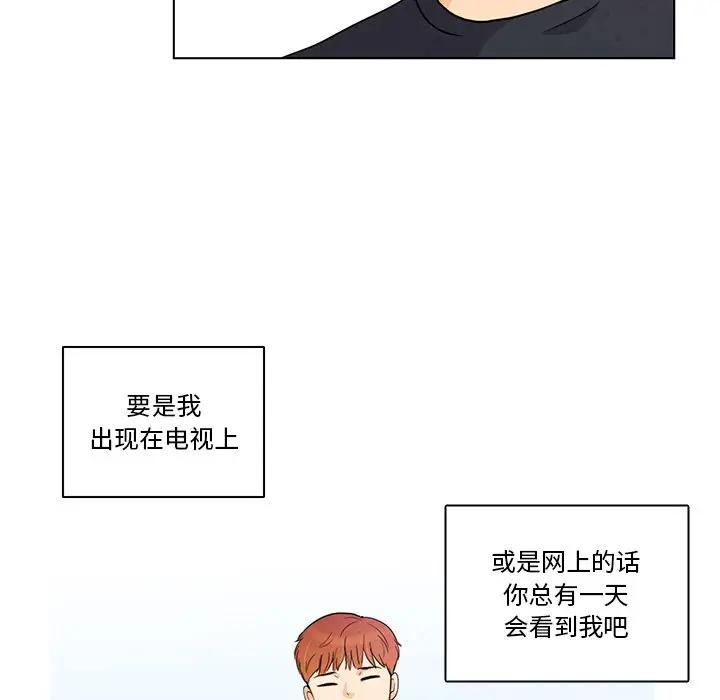 要是我
出现在电视上
或是网上的话
你总有一天
会看到我吧